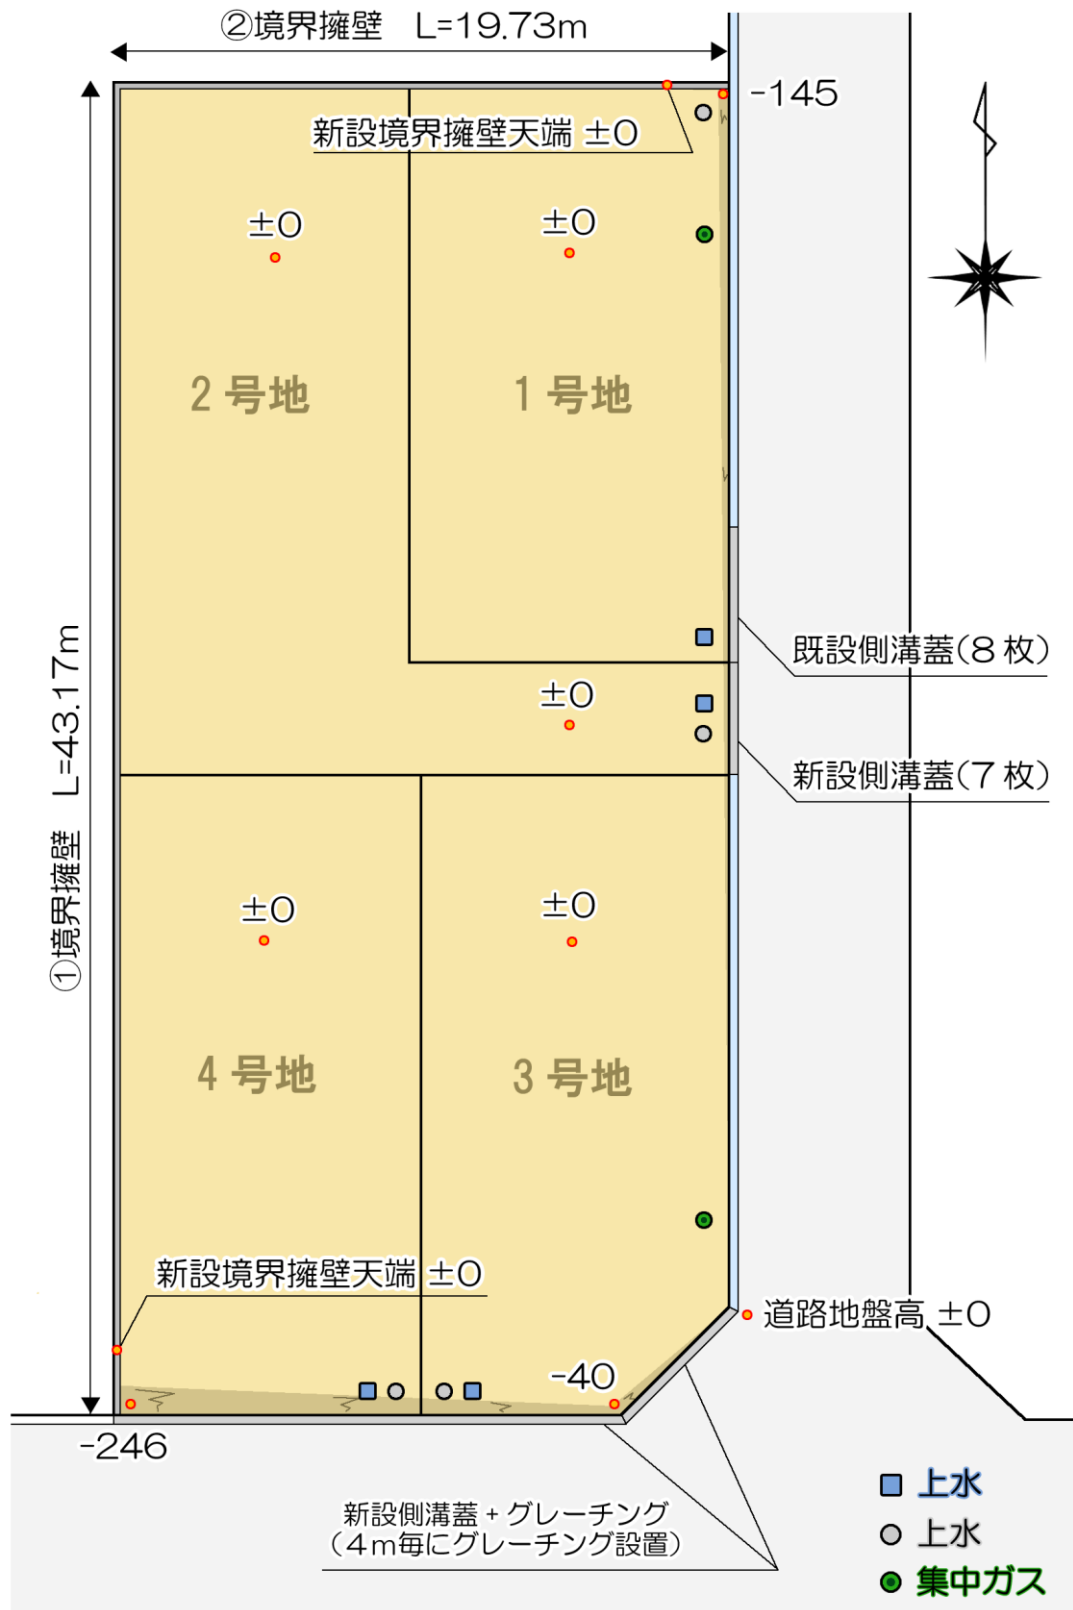 ②境界擁壁 L=19.73m
-145
新設境界擁壁天端 ±0
±0
±0
2号地
1号地
①境界擁壁 L=43.17m
既設側溝蓋(8枚)
±0
新設側溝蓋(7枚)
±0
±0
4号地
3号地
新設境界擁壁天端 ±0
道路地盤高 ±0
-40
-246
新設側溝蓋+グレーチング
(4m毎にグレーチング設置)
上水
上水
集中ガス